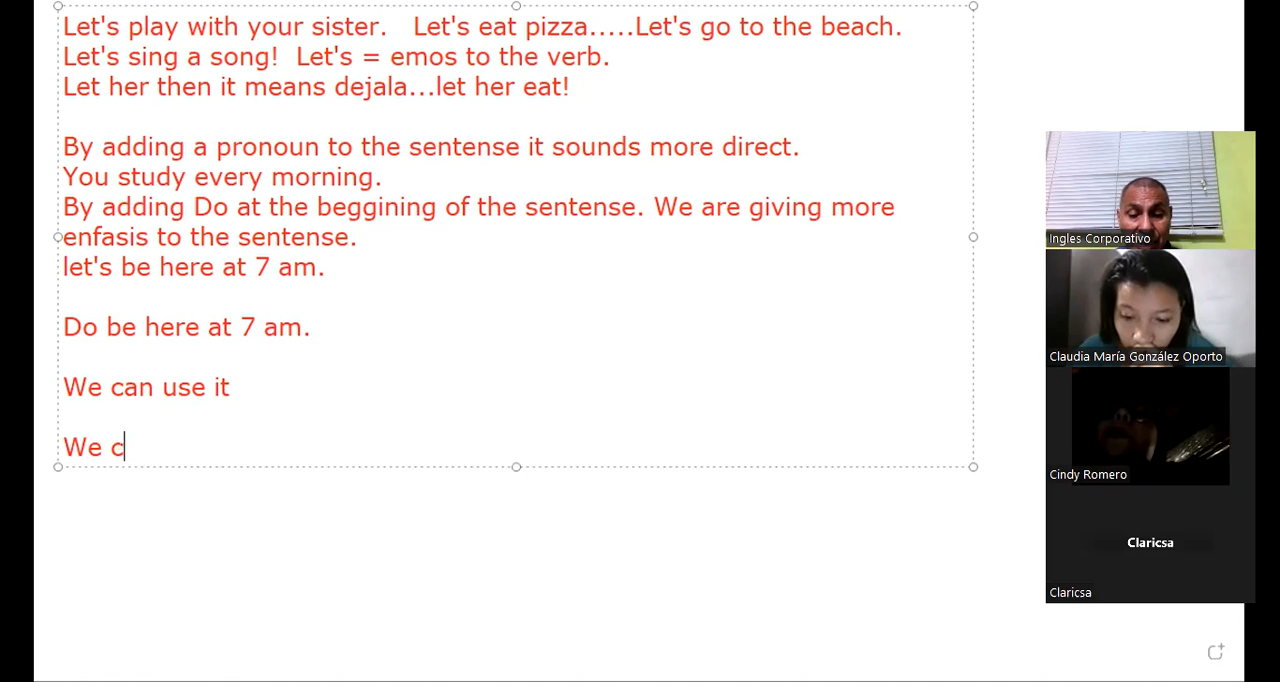 Let's play with your sister. Let's eat pizza.....Let's go to the beach.
Let's sing a song! Let's = emos to the verb.
Let her then it means dejala...let her eat!
By adding a pronoun to the sentense it sounds more direct.
You study every morning.
By adding Do at the beggining of the sentense. We are giving more
enfasis to the sentense.
let's be here at 7 am.
Do be here at 7 am.
We can use it
We c
Ingles Corporativo
Claudia María González Oporto
Cindy Romero
Claricsa
Claricsa